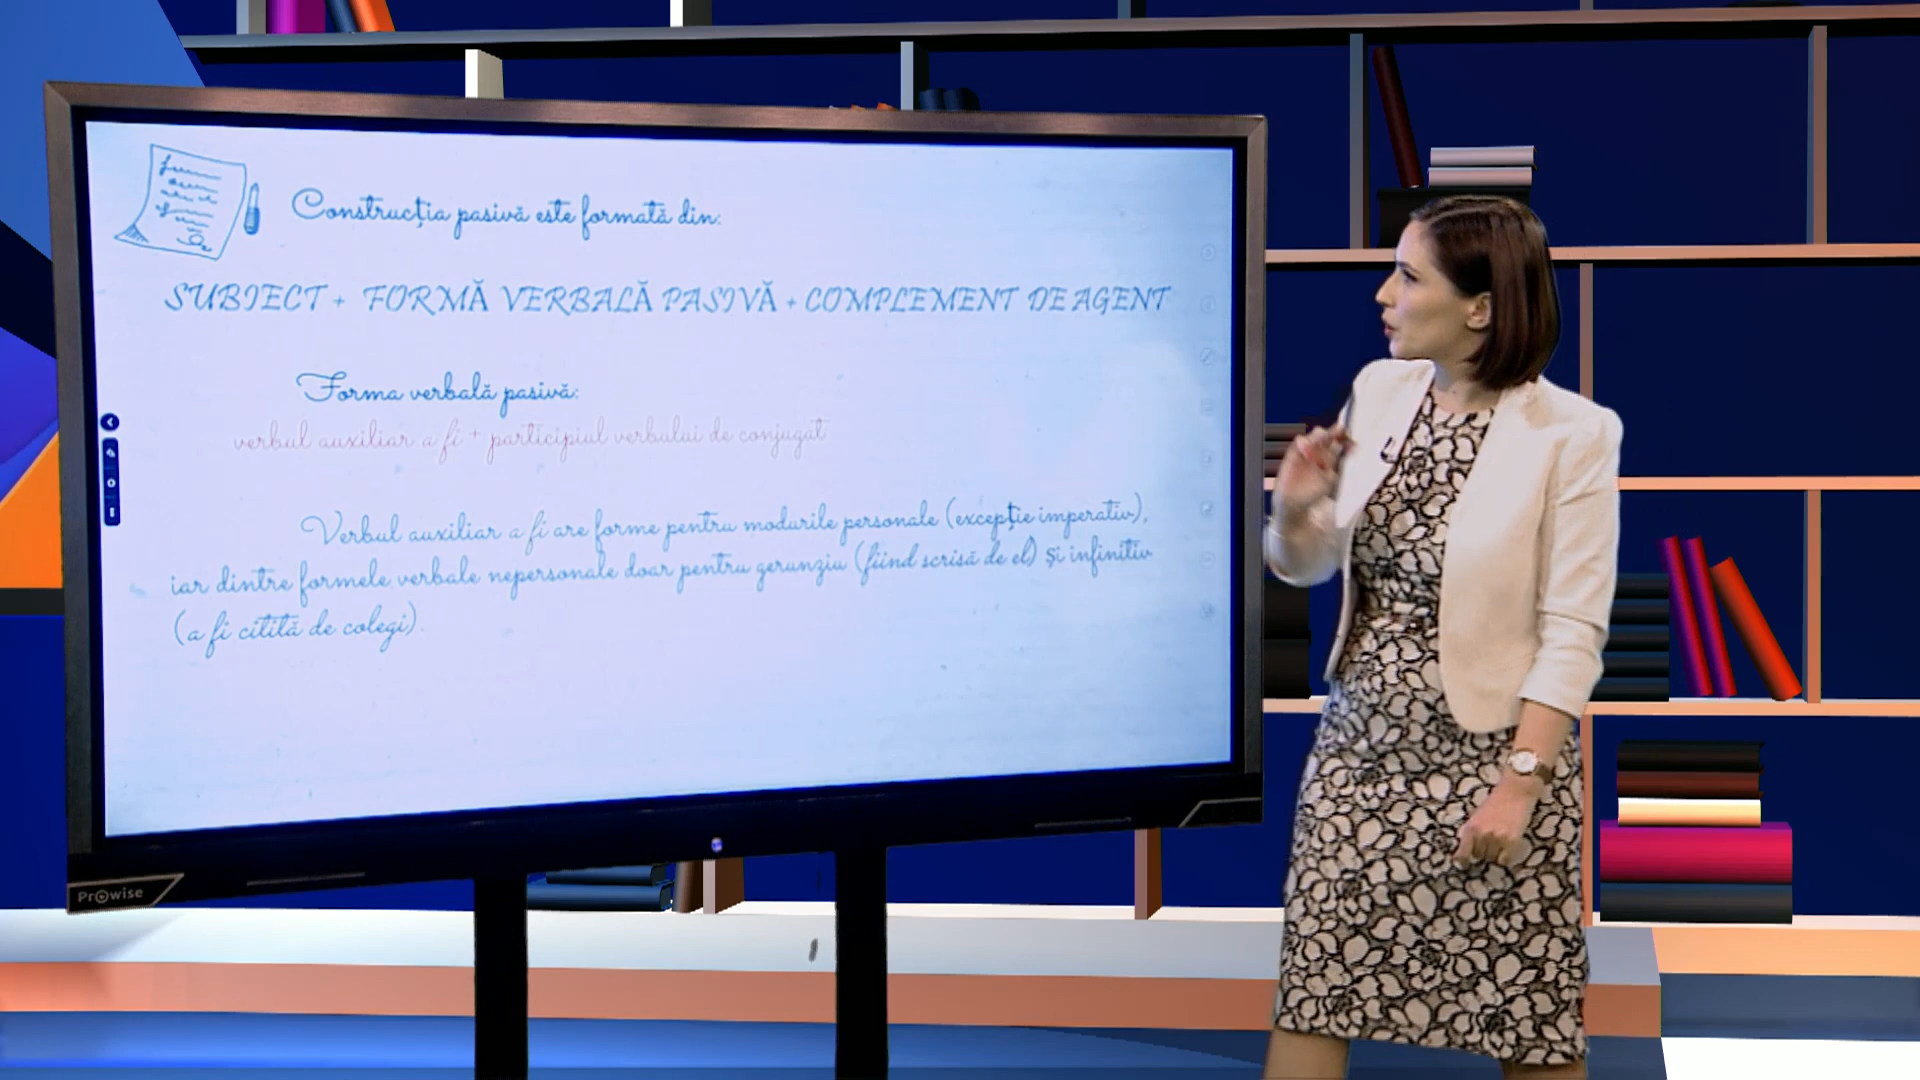 Construcția pasivă este formată din:
SUBIECT + FORMĂ VERBALĂ PASIVĂ + COMPLEMENT DE AGENT
Forma verbală pasivă:
verbul auxiliar a fi + participiul verbului de conjugat
Verbul auxiliar a fi are forme pentru modurile personale (excepție imperativ),
iar dintre formele verbale nepersonale doar pentru gerunziu (fiind scrisă de el) și infinitiv
(a fi citită de colegi).
Prowise